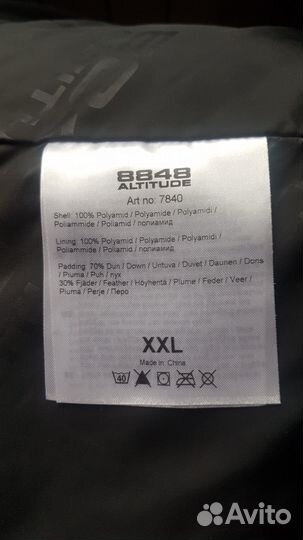 8848
ALTITUDE
Art no: 7840
Shell: 100% Polyamid / Polyamide / Polyamidi /
Poliammide / Poliamid / полиамид
Lining: 100% Polyamid / Polyamide / Polyamidi /
Poliammide / Poliamid / полиамид
Padding: 70% Dun / Down / Untuva / Duvet / Daunen / Dons
/ Piuma / Puh / пух
30% Fjäder / Feather / Höyhentä / Plume / Feder / Veer /
Piuma / Perje / Перо
XXL
Made in China
40
Avito